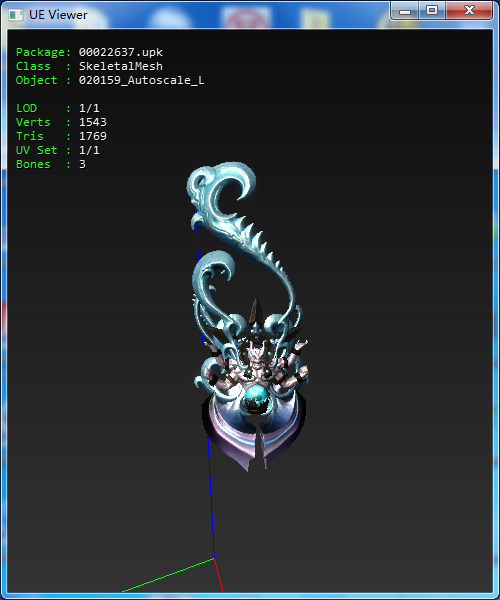 UE Viewer
Package: 00022637.upk
Class : SkeletalMesh
Object : 020159_Autoscale_L
LOD : 1/1
Verts : 1543
Tris : 1769
UV Set : 1/1
Bones : 3